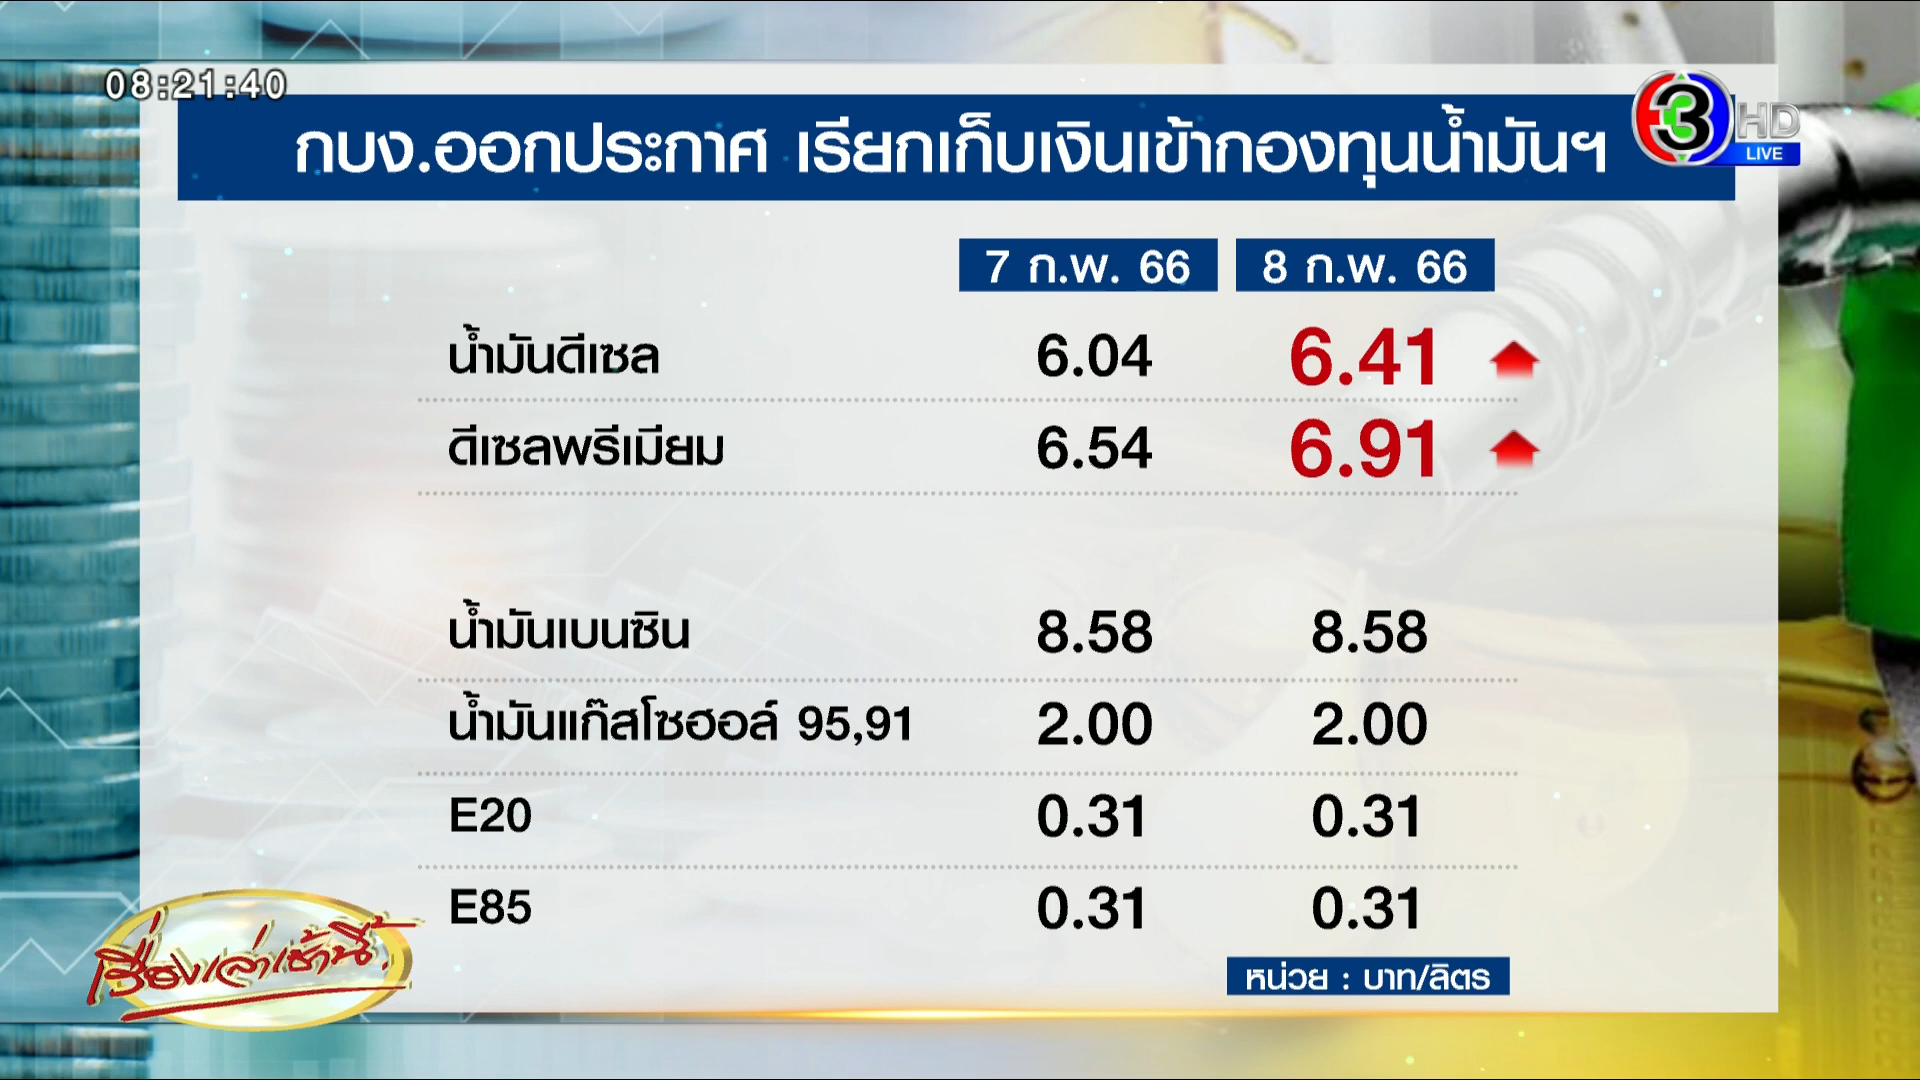 08:21:40
กบง.ออกประกาศ เรียกเก็บเงินเข้ากองทุนน้ำมันฯ
3 HD
LIVE
7 ก.พ. 66 8 ก.พ. 66
น้ำมันดีเซล 6.04 6.41
ดีเซลพรีเมียม 6.54 6.91
น้ำมันเบนซิน 8.58 8.58
น้ำมันแก๊สโซฮอล์ 95,91 2.00 2.00
E20 0.31 0.31
E85 0.31 0.31
หน่วย : บาท/ลิตร
เรื่องเล่าเช้านี้